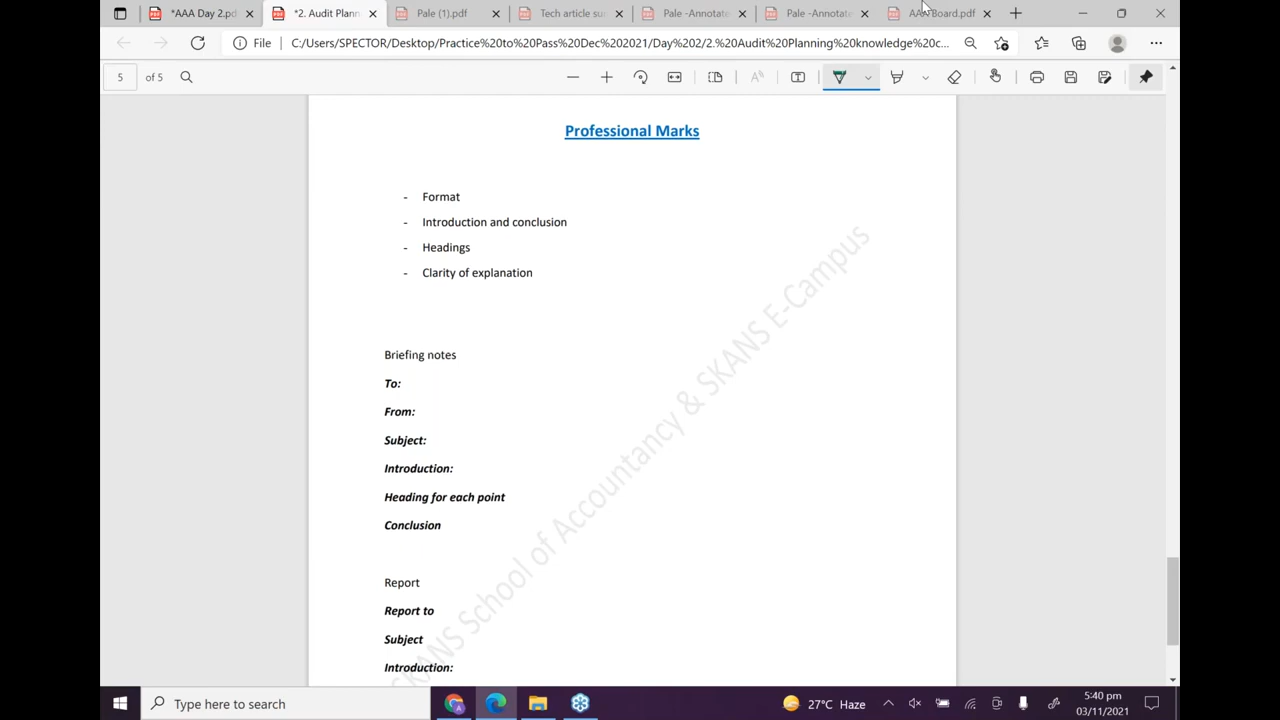 *AAA Day 2.pd
*2. Audit Plann
Pale (1).pdf
Tech article su
Pale -Annotate
Pale -Annotate
AAA Board.pdf
File
C:/Users/SPECTOR/Desktop/Practice%20to%20Pass%20Dec%202021/Day%202/2.%20Audit%20Planning%20knowledge%20c...
5 of 5
Professional Marks
- Format
- Introduction and conclusion
- Headings
- Clarity of explanation
Briefing notes
To:
From:
Subject:
Introduction:
Heading for each point
Conclusion
Report
Report to
Subject
Introduction:
SKANS School of Accountancy & SKANS E-Campus
Type here to search
27°C Haze
5:40 pm
03/11/2021